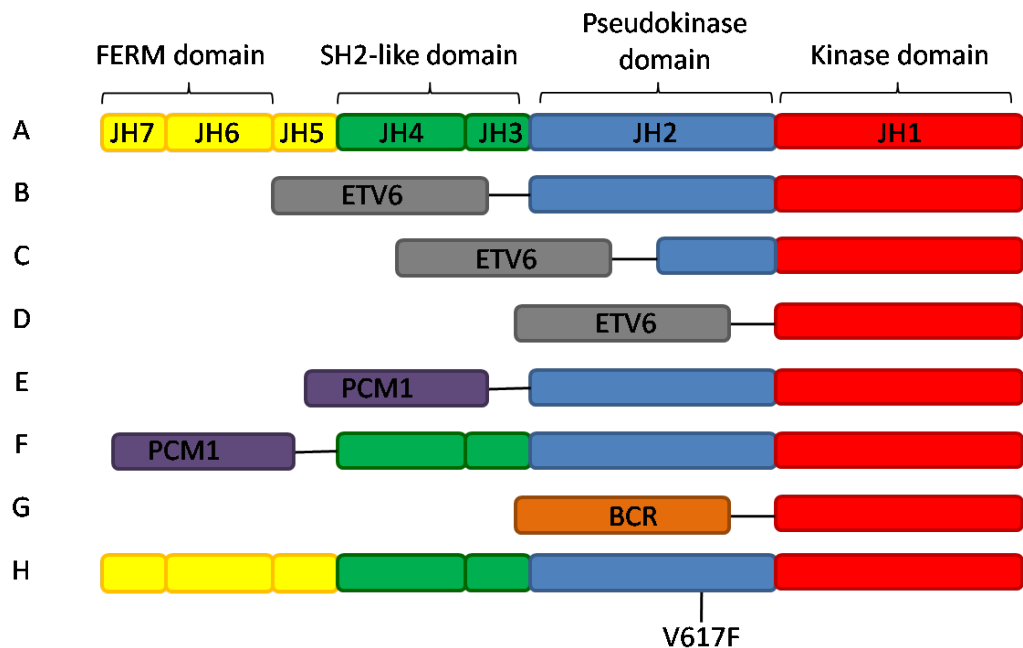 FERM domain
SH2-like domain
Pseudokinase
domain
Kinase domain
A JH7 JH6 JH5 JH4 JH3 JH2 JH1
B ETV6
C ETV6
D ETV6
E PCM1
F PCM1
G BCR
H
V617F